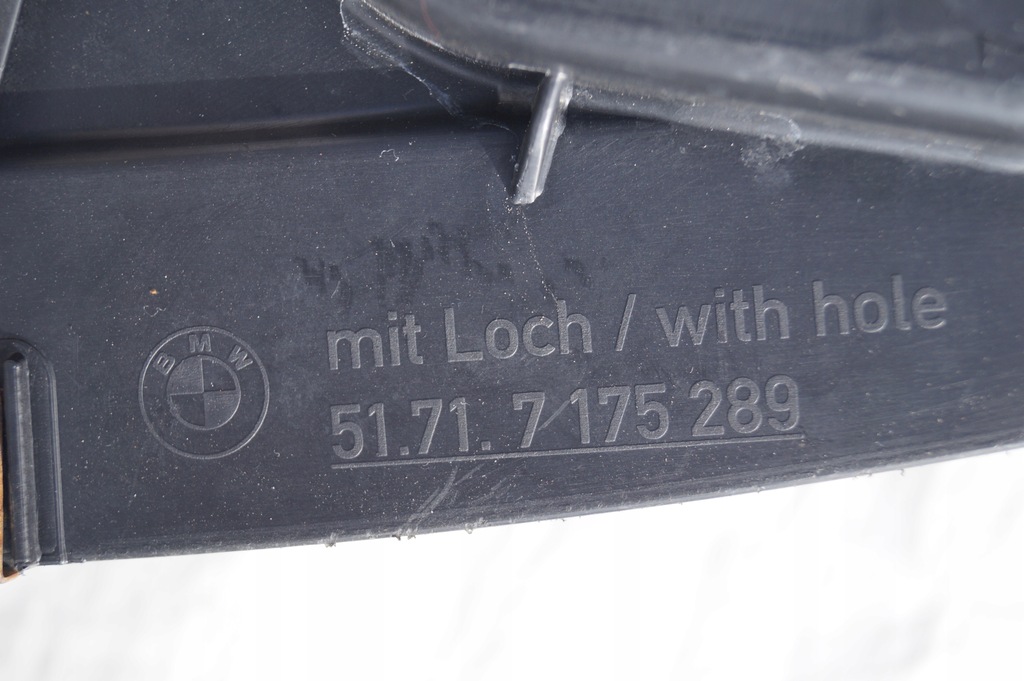 BMW
mit Loch / with hole
51.71. 7 175 289